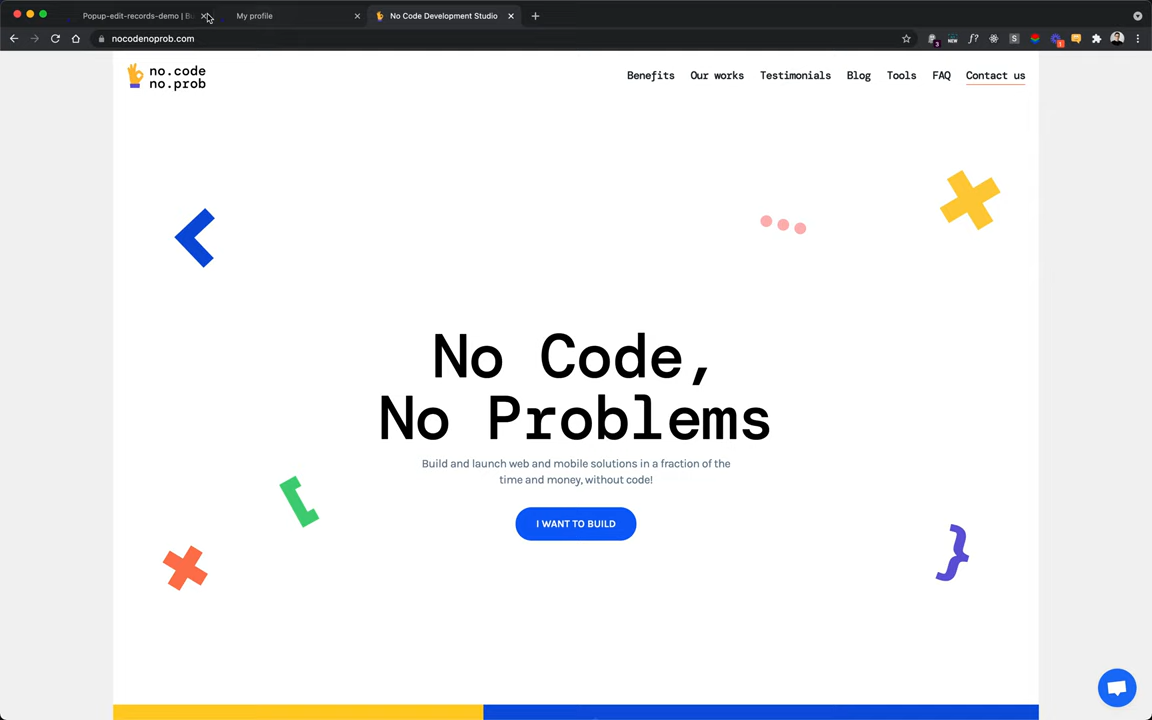 Popup-edit-records-demo | B
My profile
No Code Development Studio
nocodenoprob.com
no.code
no.prob
Benefits
Our works
Testimonials
Blog
Tools
FAQ
Contact us
No Code,
No Problems
Build and launch web and mobile solutions in a fraction of the
time and money, without code!
I WANT TO BUILD